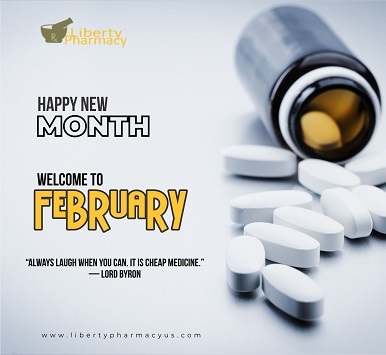 Liberty
Rx Pharmacy
HAPPY NEW
MONTH
WELCOME TO
FEBRUARY
“ALWAYS LAUGH WHEN YOU CAN. IT IS CHEAP MEDICINE.”
— LORD BYRON
www.libertypharmacyus.com